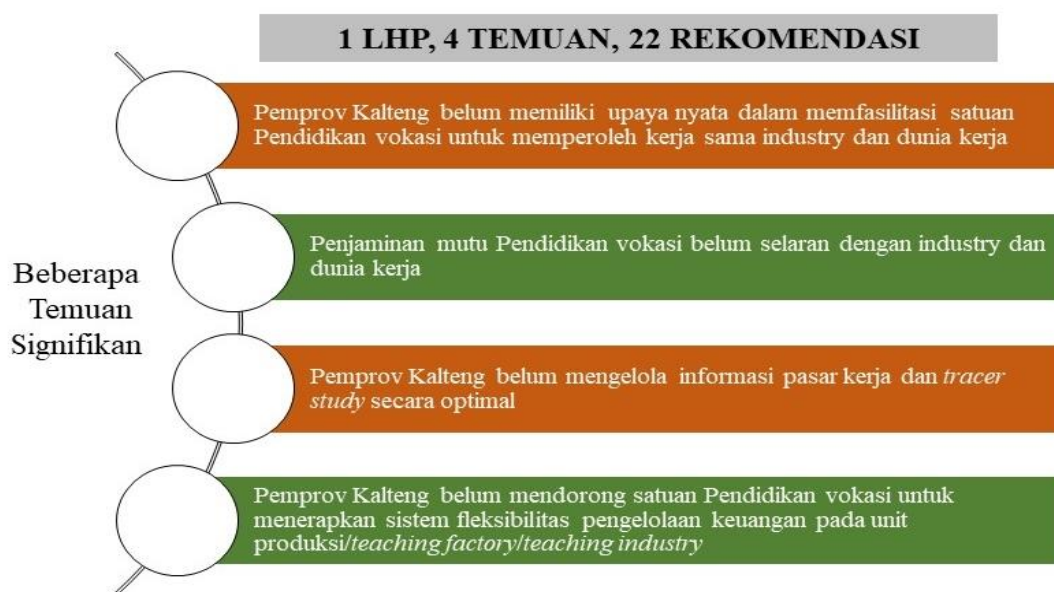 1 LHP, 4 TEMUAN, 22 REKOMENDASI
Beberapa
Temuan
Signifikan
Pemprov Kalteng belum memiliki upaya nyata dalam memfasilitasi satuan
Pendidikan vokasi untuk memperoleh kerja sama industry dan dunia kerja
Penjaminan mutu Pendidikan vokasi belum selaran dengan industry dan
dunia kerja
Pemprov Kalteng belum mengelola informasi pasar kerja dan tracer
study secara optimal
Pemprov Kalteng belum mendorong satuan Pendidikan vokasi untuk
menerapkan sistem fleksibilitas pengelolaan keuangan pada unit
produksi/teaching factory/teaching industry